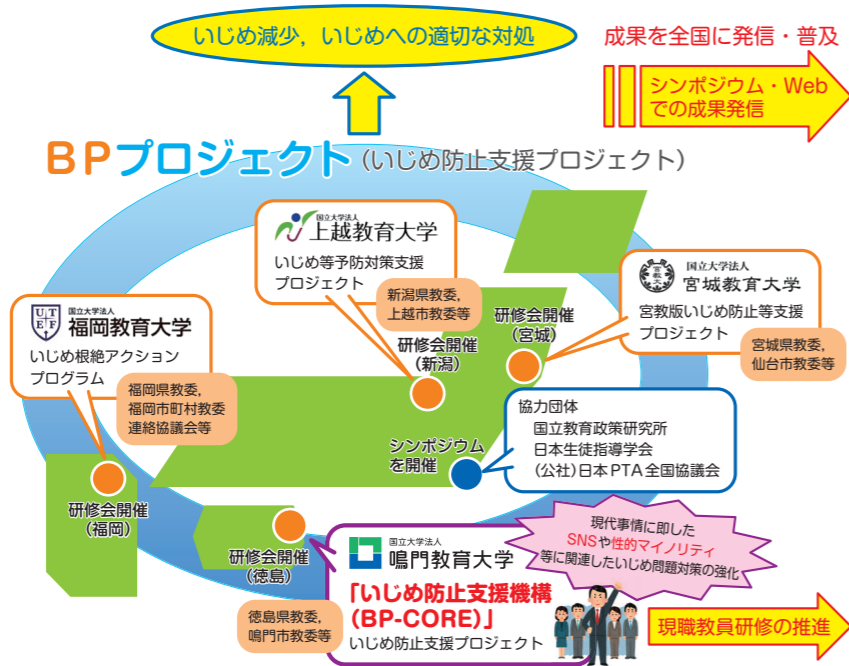 いじめ減少，いじめへの適切な対処
成果を全国に発信・普及
シンポジウム・Web
での成果発信
BPプロジェクト（いじめ防止支援プロジェクト）
国立大学法人
上越教育大学
いじめ等予防対策支援
プロジェクト
新潟県教委，
上越市教委等
研修会開催
（新潟）
国立大学法人
宮城教育大学
宮教版いじめ防止等支援
プロジェクト
宮城県教委，
仙台市教委等
研修会開催
（宮城）
UTEF
国立大学法人
福岡教育大学
いじめ根絶アクション
プログラム
福岡県教委，
福岡市町村教委
連絡協議会等
研修会開催
（福岡）
シンポジウム
を開催
協力団体
国立教育政策研究所
日本生徒指導学会
（公社）日本PTA全国協議会
研修会開催
（徳島）
徳島県教委，
鳴門市教委等
国立大学法人
鳴門教育大学
「いじめ防止支援機構
（BP-CORE）」
いじめ防止支援プロジェクト
現代事情に即した
SNSや性的マイノリティ
等に関連したいじめ問題対策の強化
現職教員研修の推進